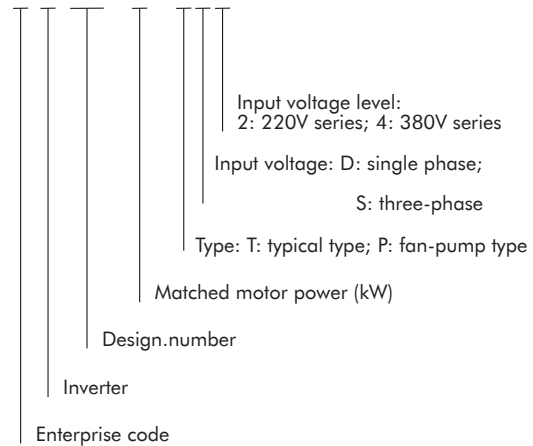 Input voltage level:
2: 220V series; 4: 380V series
Input voltage: D: single phase;
S: three-phase
Type: T: typical type; P: fan-pump type
Matched motor power (kW)
Design.number
Inverter
Enterprise code